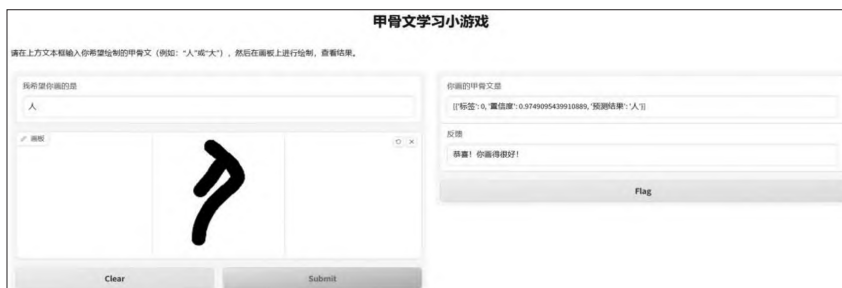 甲骨文学习小游戏
请在上方文本框输入你希望绘制的甲骨文（例如：“人”或“大”），然后在画板上进行绘制，查看结果。
我希望你画的是
人
画板
Clear
Submit
你画的甲骨文是
[{'标签': 0, '置信度': 0.9749095439910889, '预测结果': '人'}]
反馈
恭喜！你画得很好！
Flag